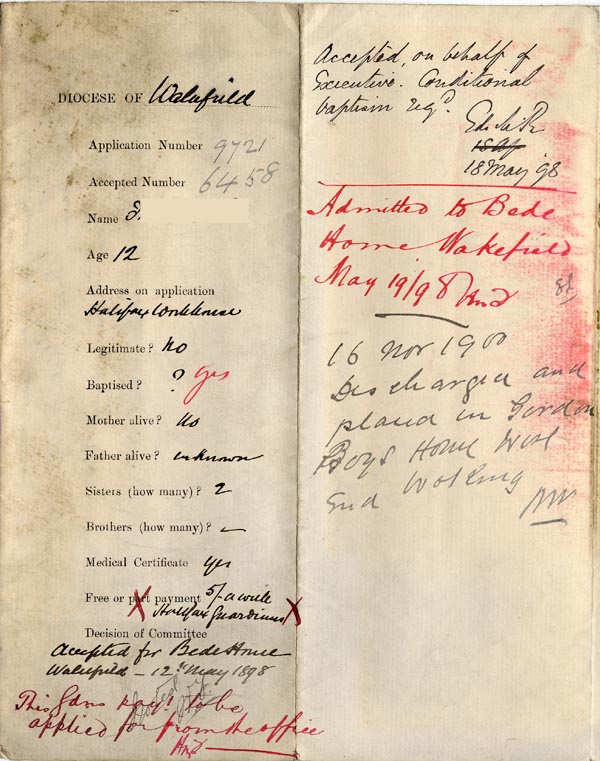 DIOCESE OF Wakefield
Application Number 9721
Accepted Number 6458
Name J.
Age 12
Address on application
Halifax Workhouse
Legitimate? No
Baptised? ? yes
Mother alive? No
Father alive? unknown
Sisters (how many)? 2
Brothers (how many)? —
Medical Certificate yes
Free or part payment 5/- a week
X Halifax Guardians X
Decision of Committee
Accepted for Bede Home
Wakefield - 12th May 1898
This Gdns payt. to be
applied for from the office
Accepted, on behalf of
Executive. Conditional
baptism reqd.
18 Ap
18 May '98
Admitted to Bede
Home Wakefield
May 19/98
16 Nov 1900
Discharged and
placed in Gordon
Boys Home West
End Woking